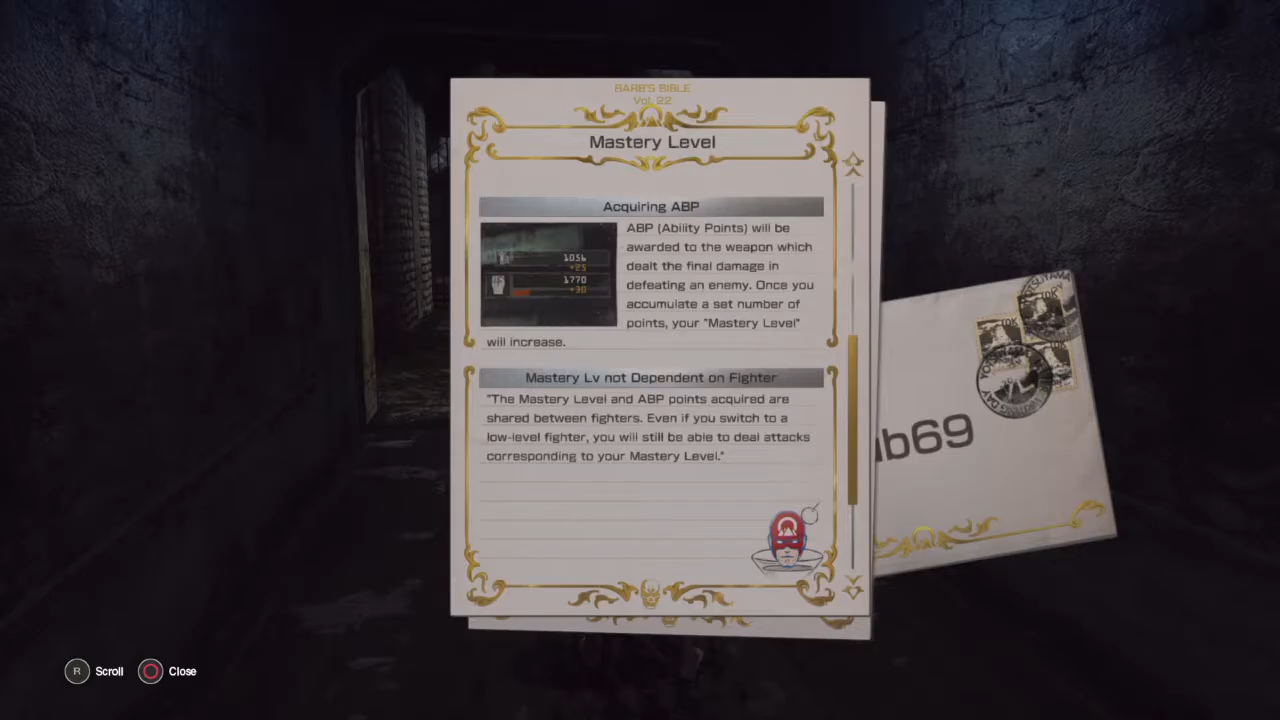 BARB'S BIBLE
Vol. 22
Mastery Level
Acquiring ABP
1056
+25
1770
+30
ABP (Ability Points) will be
awarded to the weapon which
dealt the final damage in
defeating an enemy. Once you
accumulate a set number of
points, your "Mastery Level"
will increase.
Mastery Lv not Dependent on Fighter
"The Mastery Level and ABP points acquired are
shared between fighters. Even if you switch to a
low-level fighter, you will still be able to deal attacks
corresponding to your Mastery Level."
b69
R Scroll Close